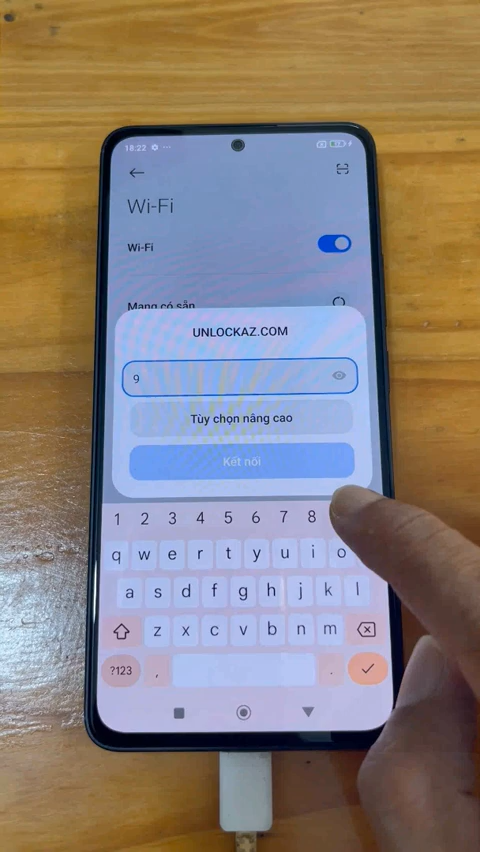 18:22
Wi-Fi
Wi-Fi
Mạng có sẵn
UNLOCKAZ.COM
9
Tùy chọn nâng cao
Kết nối
1 2 3 4 5 6 7 8
q w e r t y u i o
a s d f g h j k l
z x c v b n m
?123 , .